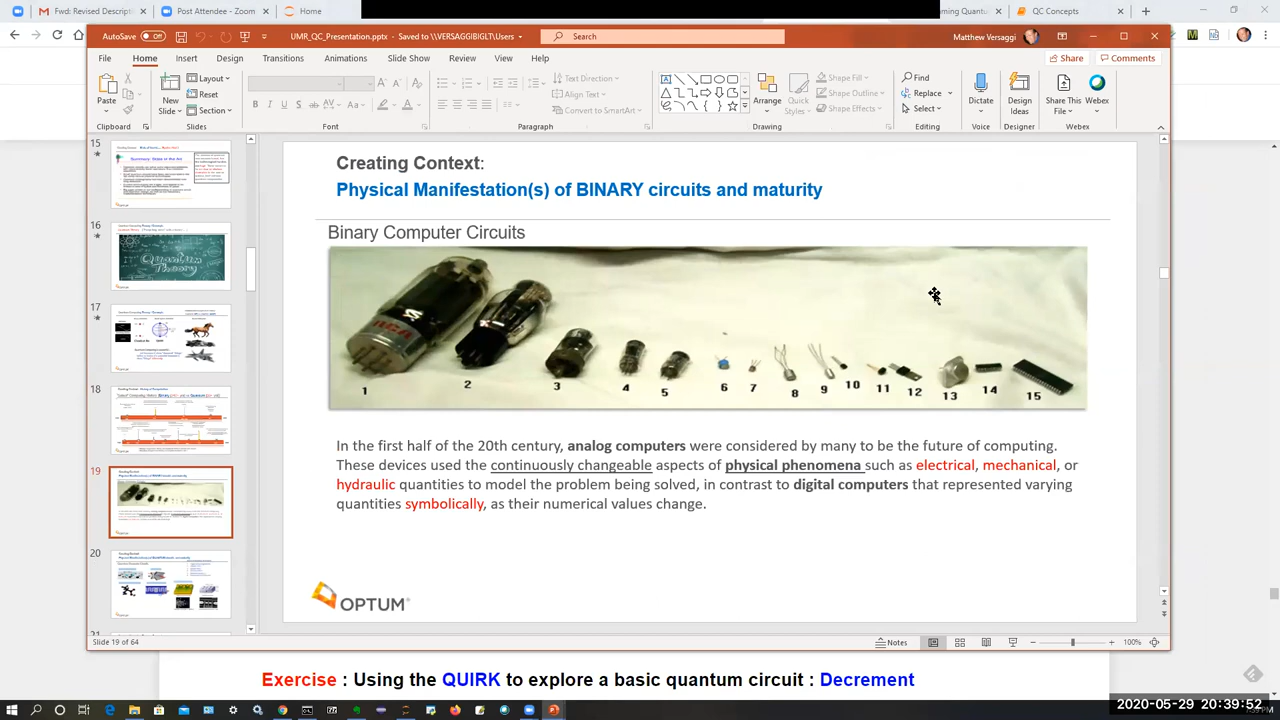 Fwd: Revised Descript
Post Attendee - Zoom
Home
ming Quantu
QC Concepts
AutoSave Off
UMR_QC_Presentation.pptx - Saved to \\VERSAGGIBIGLT\Users
Search
Matthew Versaggi
File Home Insert Design Transitions Animations Slide Show Review View Help
Share Comments
Paste
New Slide
Layout
Reset
Section
Text Direction
Align Text
Convert to SmartArt
Arrange
Quick Styles
Shape Fill
Shape Outline
Shape Effects
Find
Replace
Select
Dictate
Design Ideas
Share This File
Webex
Clipboard Slides Font Paragraph Drawing Editing Voice Designer Webex
15
16
Quantum Theory
17
18
19
20
Creating Context:
Physical Manifestation(s) of BINARY circuits and maturity
Binary Computer Circuits
1 2 3 4 5 6 7 8 10 11 12 13 14 15
In the first half of the 20th century, analog computers were considered by many to be the future of computing.
These devices used the continuously changeable aspects of physical phenomena such as electrical, mechanical, or
hydraulic quantities to model the problem being solved, in contrast to digital computers that represented varying
quantities symbolically, as their numerical values change.
OPTUM®
Slide 19 of 64
Notes
100%
Exercise : Using the QUIRK to explore a basic quantum circuit : Decrement
2020-05-29 20:39:52